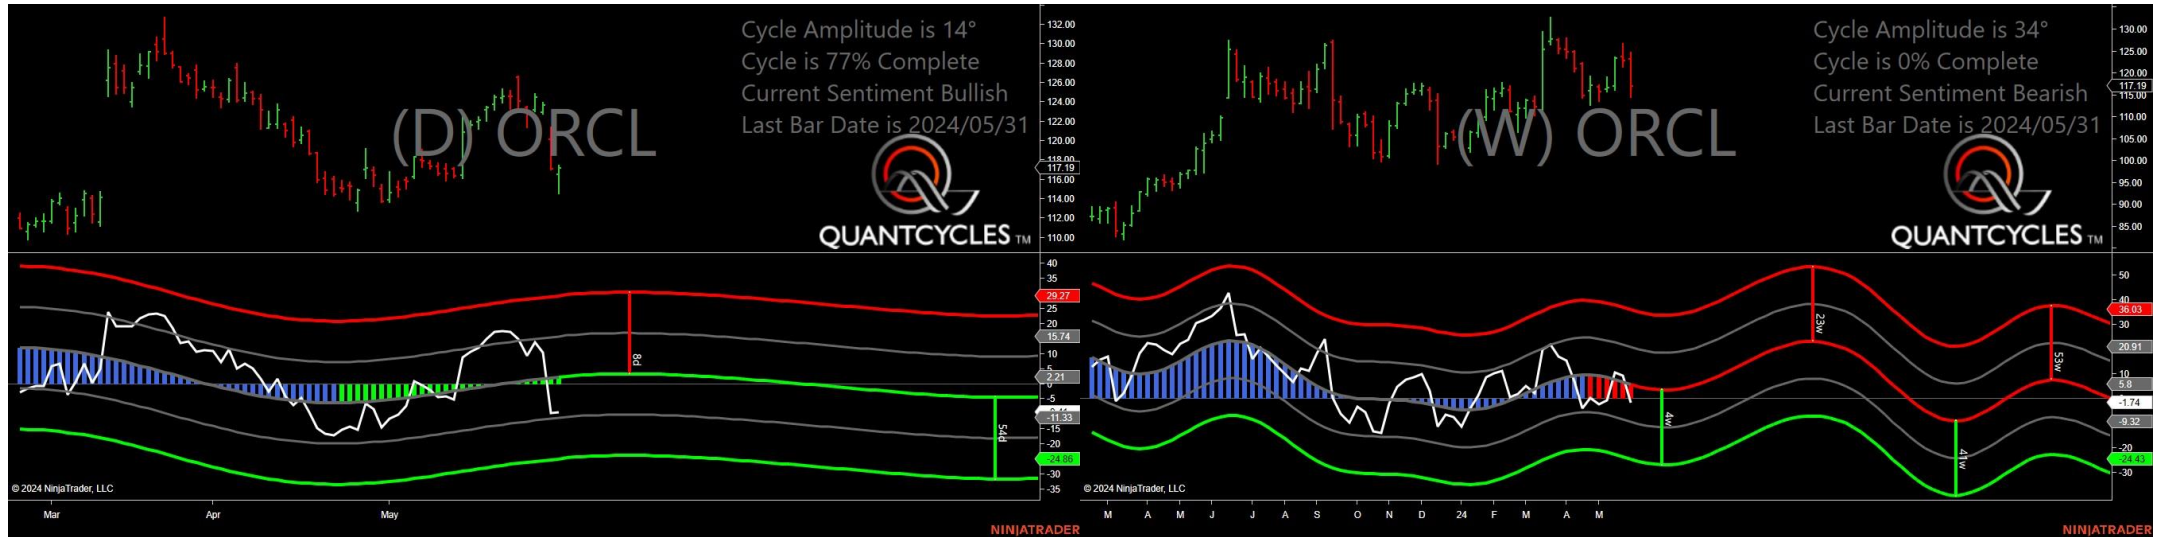 Cycle Amplitude is 14°
Cycle is 77% Complete
Current Sentiment Bullish
Last Bar Date is 2024/05/31
(D) ORCL
QUANTCYCLES TM
132.00
130.00
128.00
126.00
124.00
122.00
120.00
118.00
117.19
116.00
114.00
112.00
110.00
40
35
29.27
25
20
15.74
10
5
2.21
-5
-11.33
-15
-20
-24.86
-30
-35
8d
54d
© 2024 NinjaTrader, LLC
Mar Apr May
NINJATRADER
Cycle Amplitude is 34°
Cycle is 0% Complete
Current Sentiment Bearish
Last Bar Date is 2024/05/31
(W) ORCL
QUANTCYCLES TM
130.00
125.00
120.00
117.19
115.00
110.00
105.00
100.00
95.00
90.00
85.00
50
40
36.03
30
20.91
10
5.8
-1.74
-9.32
-20
-24.43
-30
4w
23w
41w
53w
© 2024 NinjaTrader, LLC
M A M J J A S O N D 24 F M A M
NINJATRADER